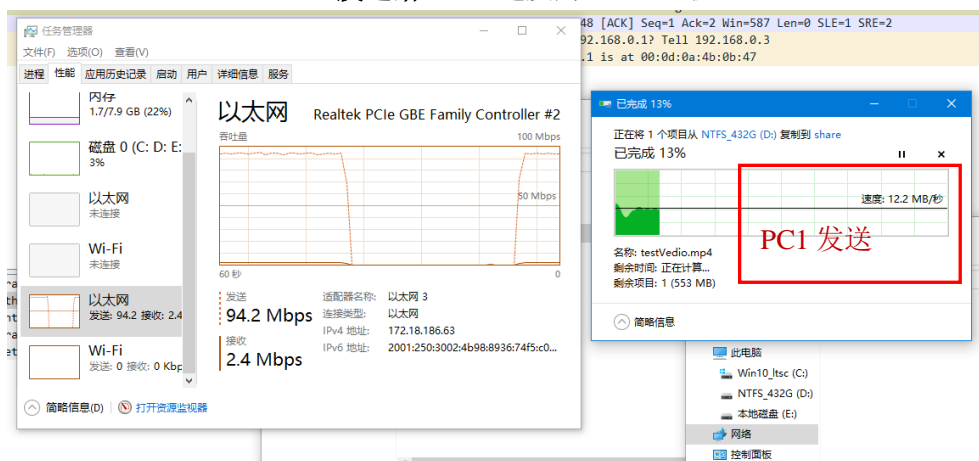 48 [ACK] Seq=1 Ack=2 Win=587 Len=0 SLE=1 SRE=2
92.168.0.1? Tell 192.168.0.3
.1 is at 00:0d:0a:4b:0b:47
任务管理器
文件(F) 选项(O) 查看(V)
进程 性能 应用历史记录 启动 用户 详细信息 服务
内存
1.7/7.9 GB (22%)
磁盘 0 (C: D: E:
3%
以太网
未连接
Wi-Fi
未连接
以太网
发送: 94.2 接收: 2.4
Wi-Fi
发送: 0 接收: 0 Kbp
以太网 Realtek PCIe GBE Family Controller #2
吞吐量 100 Mbps
50 Mbps
60 秒 0
发送
94.2 Mbps
接收
2.4 Mbps
适配器名称: 以太网 3
连接类型: 以太网
IPv4 地址: 172.18.186.63
IPv6 地址: 2001:250:3002:4b98:8936:74f5:c0...
简略信息(D) 打开资源监视器
已完成 13%
正在将 1 个项目从 NTFS_432G (D:) 复制到 share
已完成 13%
速度: 12.2 MB/秒
PC1 发送
名称: testVedio.mp4
剩余时间: 正在计算...
剩余项目: 1 (553 MB)
简略信息
此电脑
Win10_ltsc (C:)
NTFS_432G (D:)
本地磁盘 (E:)
网络
控制面板